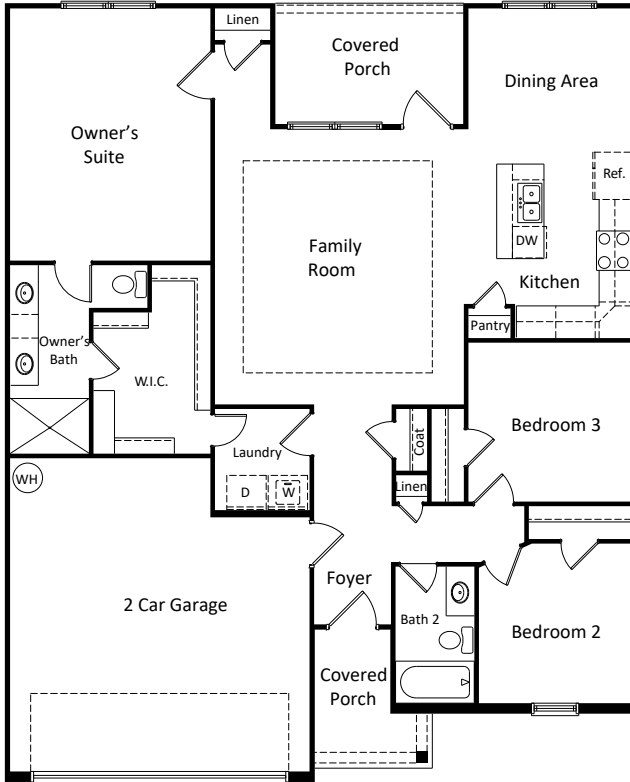 Linen
Covered
Porch
Dining Area
Owner's
Suite
Ref.
DW
Family
Room
Kitchen
Pantry
Owner's
Bath
W.I.C.
Bedroom 3
Coat
Laundry
D
W
Linen
WH
Foyer
2 Car Garage
Bath 2
Bedroom 2
Covered
Porch